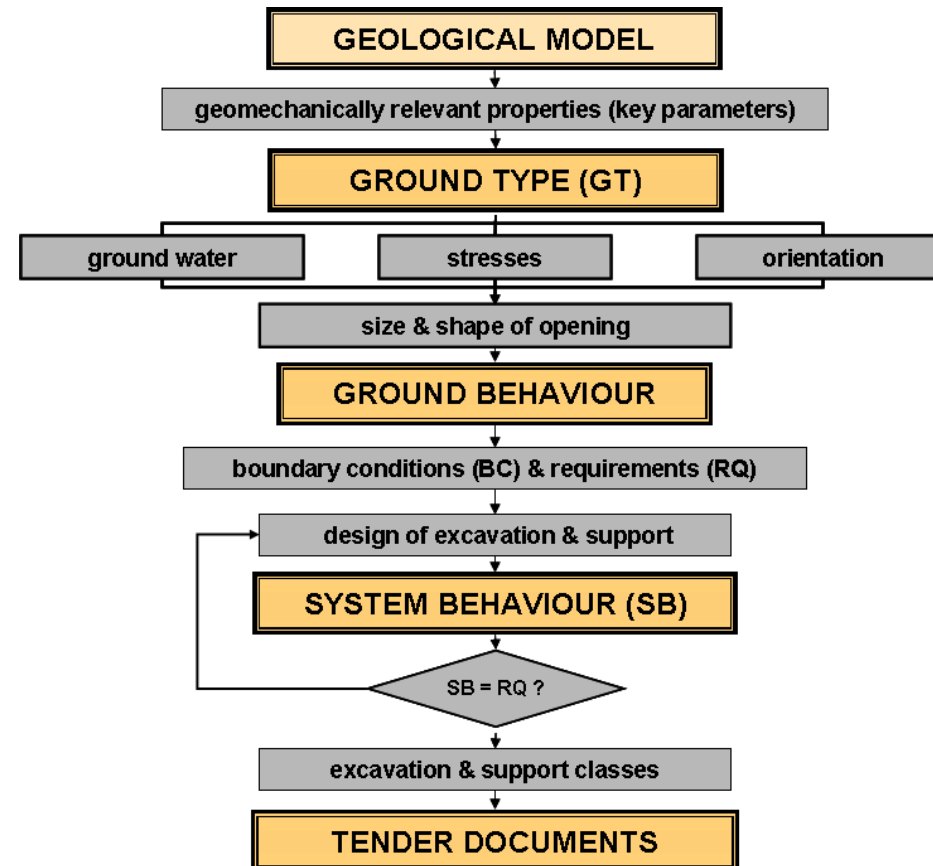 GEOLOGICAL MODEL
geomechanically relevant properties (key parameters)
GROUND TYPE (GT)
ground water
stresses
orientation
size & shape of opening
GROUND BEHAVIOUR
boundary conditions (BC) & requirements (RQ)
design of excavation & support
SYSTEM BEHAVIOUR (SB)
SB = RQ ?
excavation & support classes
TENDER DOCUMENTS